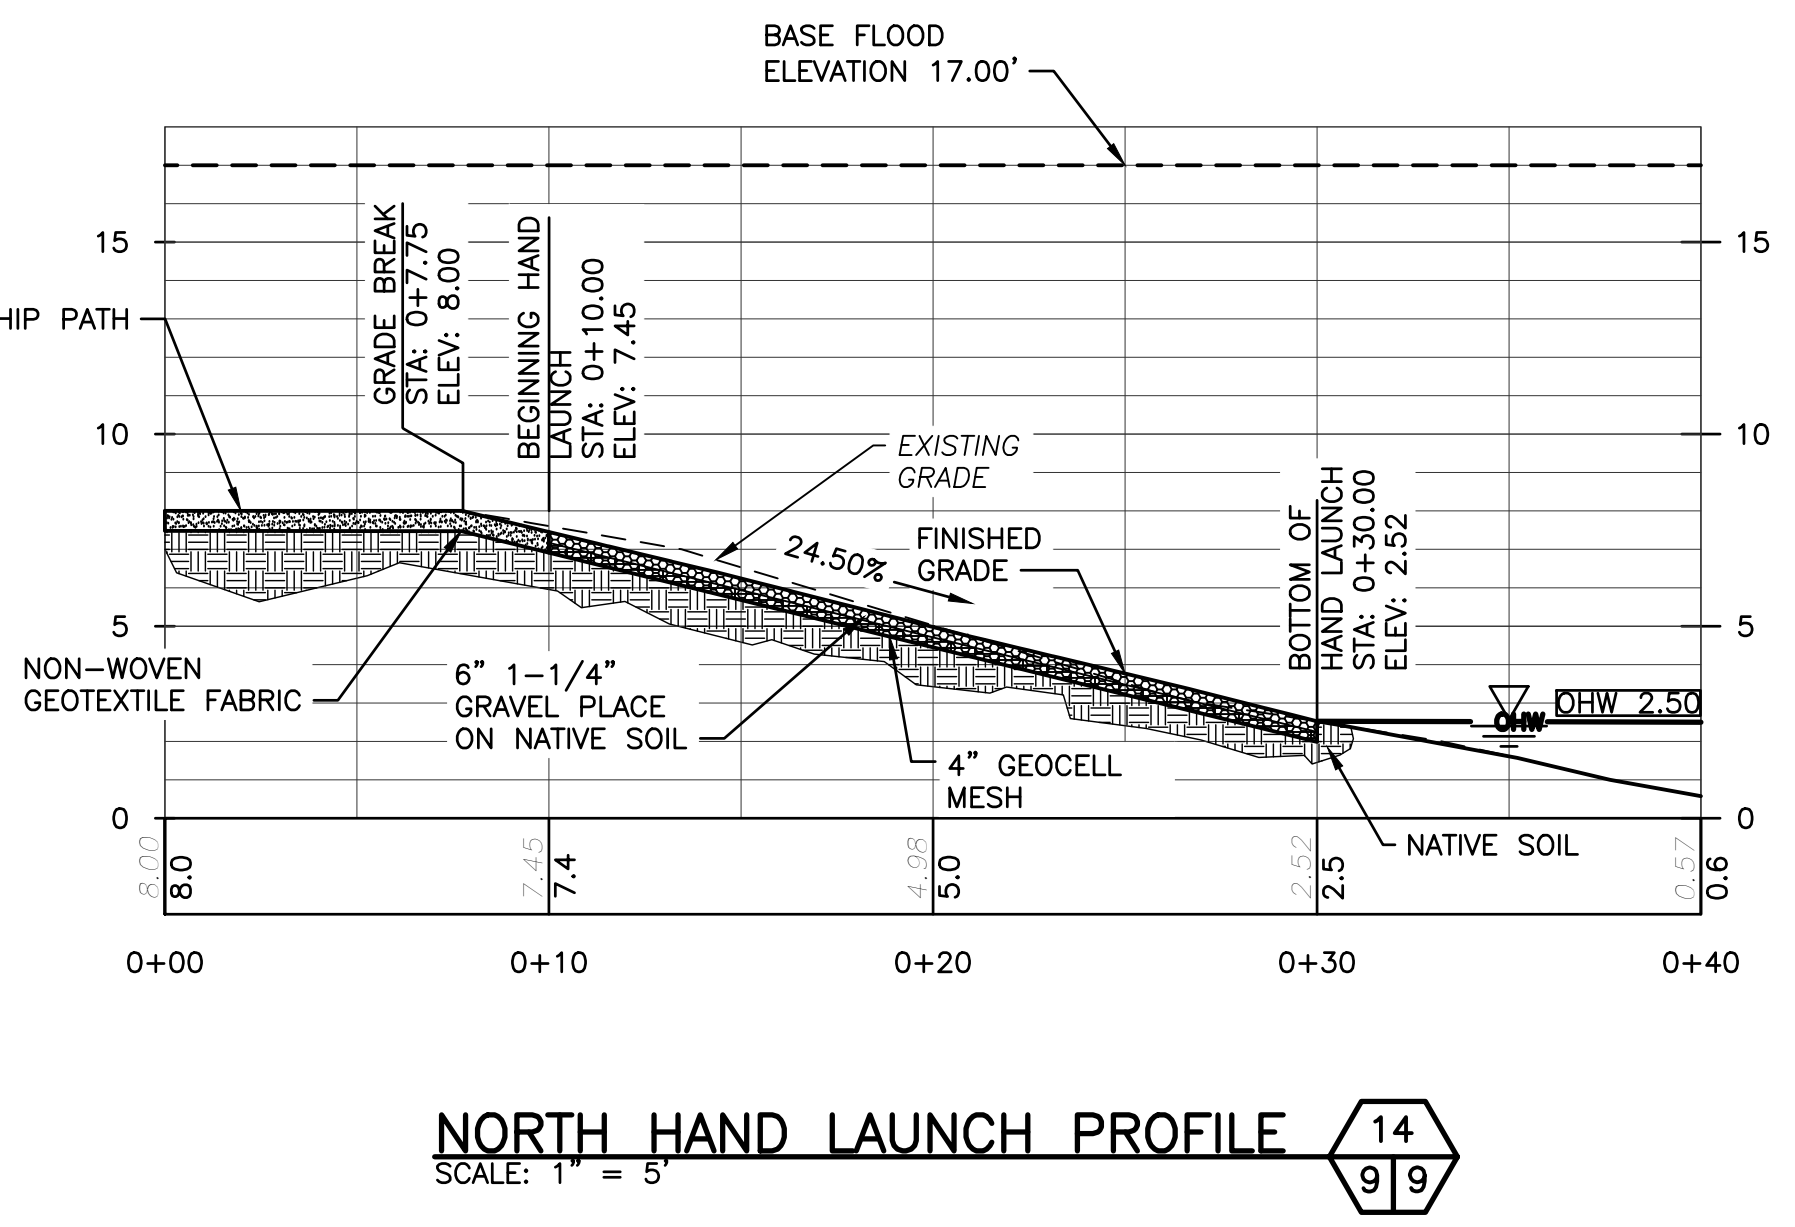 BASE FLOOD
ELEVATION 17.00'
15
15
GRADE BREAK
STA: 0+7.75
ELEV: 8.00
BEGINNING HAND
LAUNCH
STA: 0+10.00
ELEV: 7.45
HIP PATH
10
10
EXISTING
GRADE
24.50%
FINISHED
GRADE
BOTTOM OF
HAND LAUNCH
STA: 0+30.00
ELEV: 2.52
5
5
NON-WOVEN
GEOTEXTILE FABRIC
6" 1-1/4"
GRAVEL PLACE
ON NATIVE SOIL
4" GEOCELL
MESH
OHW
OHW 2.50
NATIVE SOIL
0
0
8.00
8.0
7.45
7.4
4.98
5.0
2.52
2.5
0.57
0.6
0+00
0+10
0+20
0+30
0+40
NORTH HAND LAUNCH PROFILE
SCALE: 1" = 5'
14
9 9